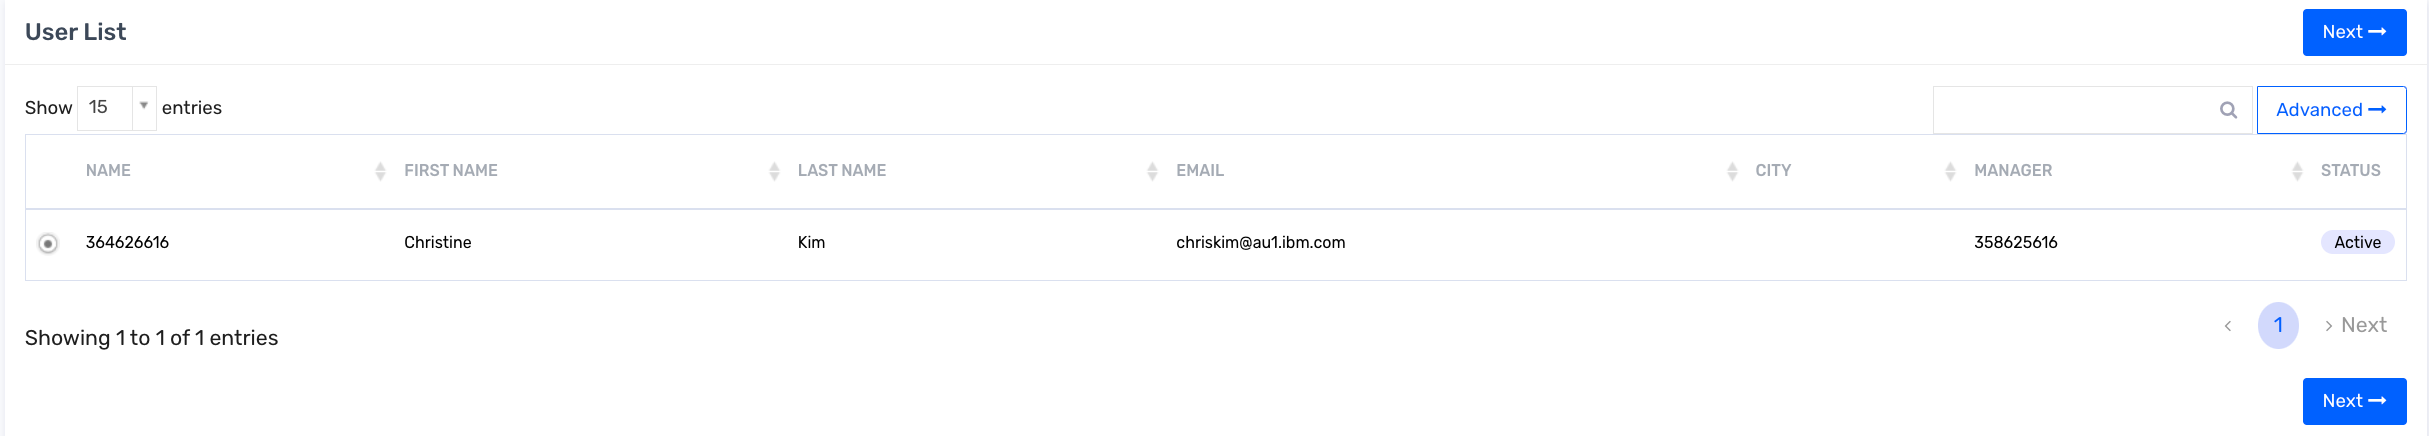 User List
Next
Show 15 entries
Advanced
NAME FIRST NAME LAST NAME EMAIL CITY MANAGER STATUS
364626616 Christine Kim chriskim@au1.ibm.com 358625616 Active
Showing 1 to 1 of 1 entries
‹ 1 › Next
Next